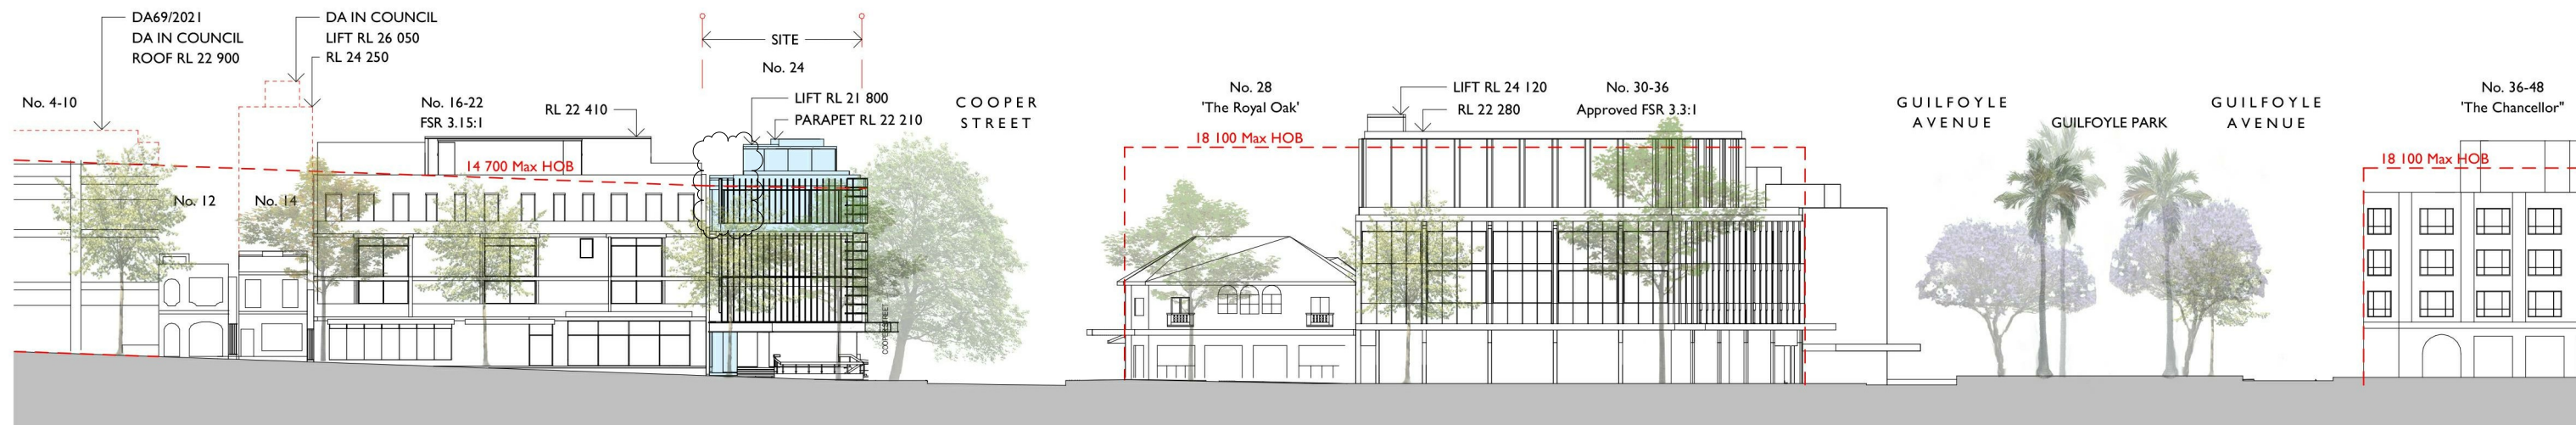 DA69/2021
DA IN COUNCIL
ROOF RL 22 900
No. 4-10
DA IN COUNCIL
LIFT RL 26 050
RL 24 250
No. 12
No. 14
No. 16-22
FSR 3.15:1
RL 22 410
14 700 Max HOB
SITE
No. 24
LIFT RL 21 800
PARAPET RL 22 210
COOPER STREET
COOPER
STREET
No. 28
'The Royal Oak'
18 100 Max HOB
LIFT RL 24 120
RL 22 280
No. 30-36
Approved FSR 3.3:1
GUILFOYLE
AVENUE
GUILFOYLE PARK
GUILFOYLE
AVENUE
No. 36-48
'The Chancellor"
18 100 Max HOB